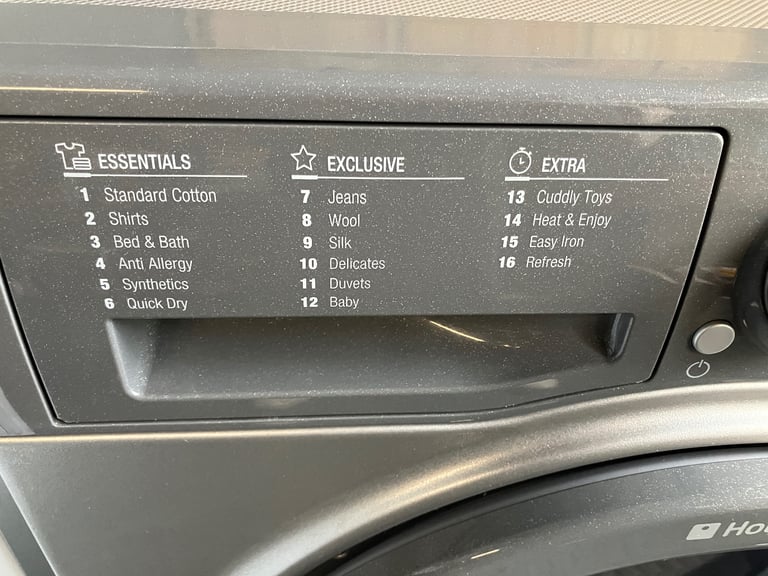 ESSENTIALS
1 Standard Cotton
2 Shirts
3 Bed & Bath
4 Anti Allergy
5 Synthetics
6 Quick Dry
EXCLUSIVE
7 Jeans
8 Wool
9 Silk
10 Delicates
11 Duvets
12 Baby
EXTRA
13 Cuddly Toys
14 Heat & Enjoy
15 Easy Iron
16 Refresh